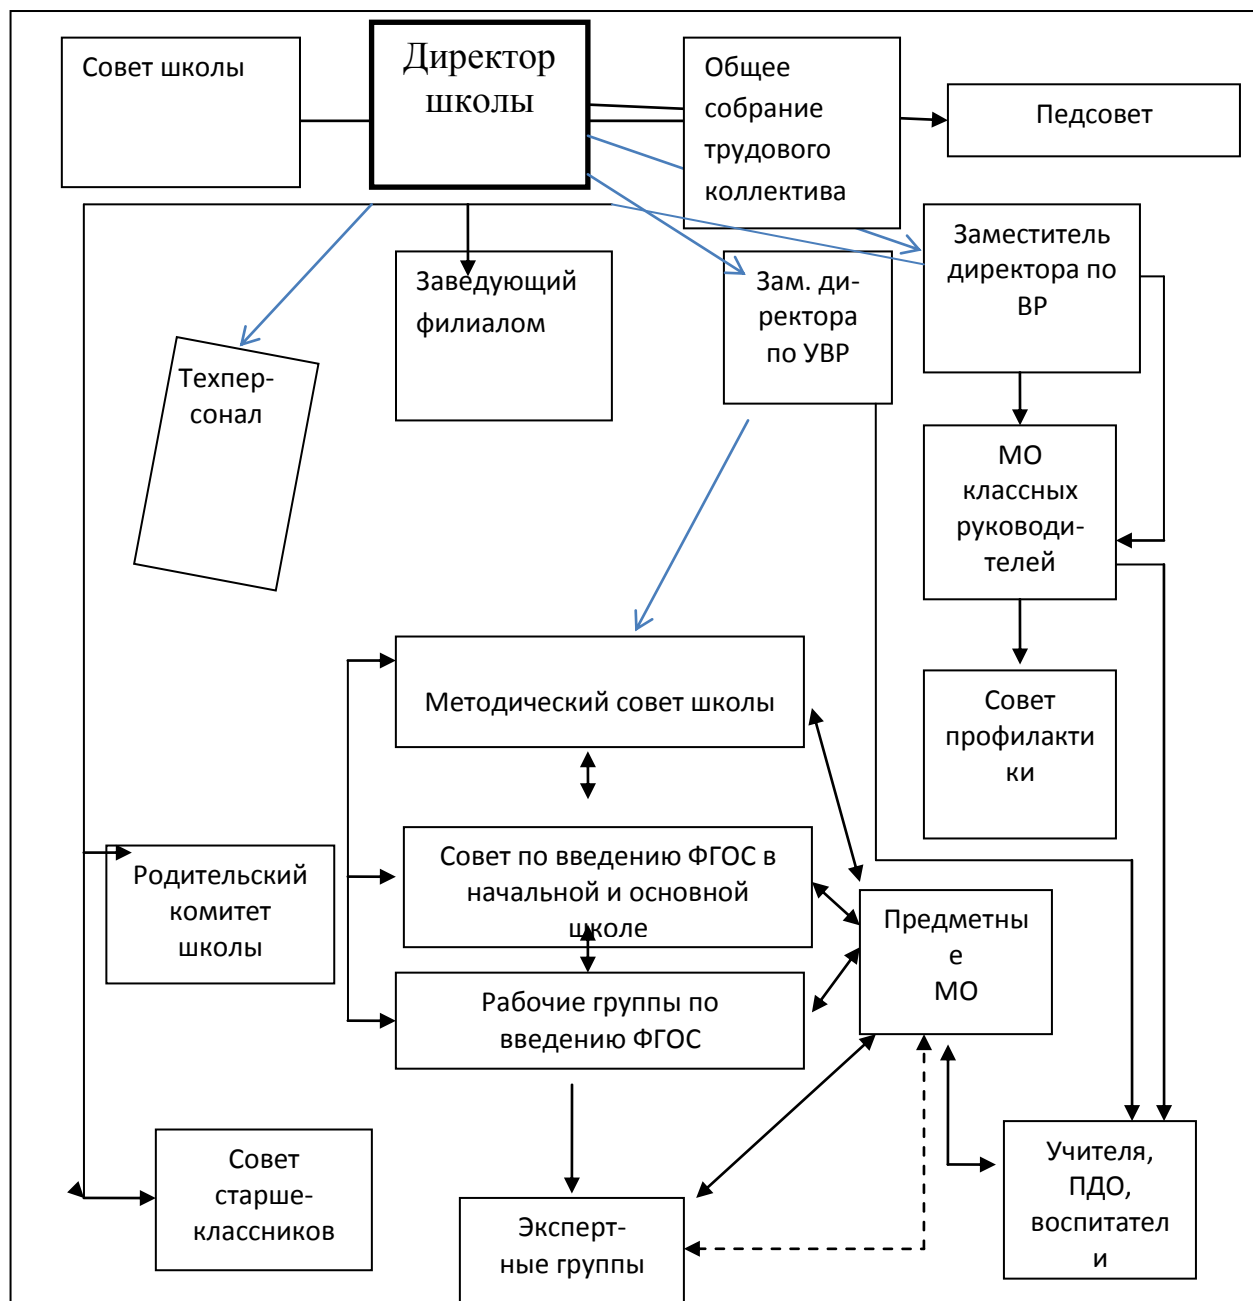 Совет школы
Директор
школы
Общее
собрание
трудового
коллектива
Педсовет
Заместитель
директора по
ВР
Заведующий
филиалом
Зам. ди-
ректора
по УВР
Техпер-
сонал
МО
классных
руководи-
телей
Методический совет школы
Совет
профилакти
ки
Совет по введению ФГОС в
начальной и основной
школе
Родительский
комитет
школы
Предметны
е
МО
Рабочие группы по
введению ФГОС
Совет
старше-
классников
Учителя,
ПДО,
воспитател
и
Эксперт-
ные группы